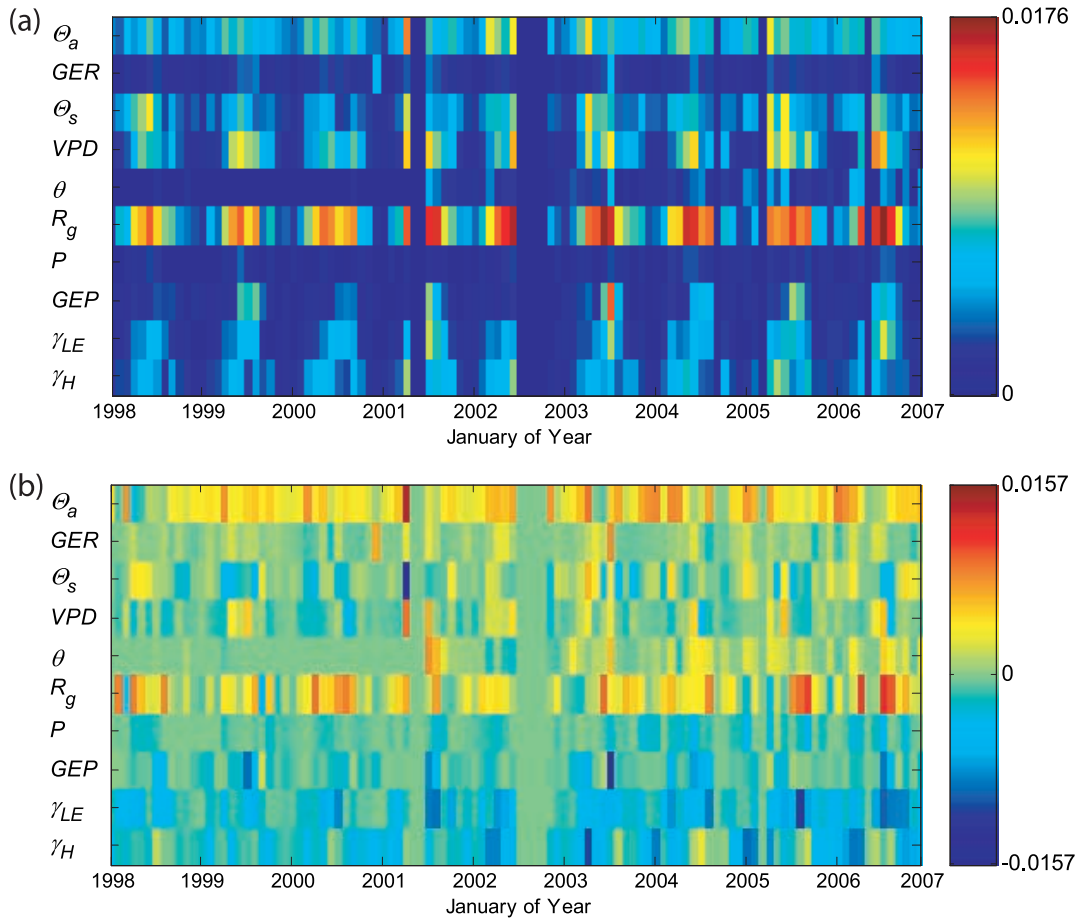 (a)
Θa
GER
Θs
VPD
θ
Rg
P
GEP
γLE
γH
0.0176
0
1998 1999 2000 2001 2002 2003 2004 2005 2006 2007
January of Year
(b)
Θa
GER
Θs
VPD
θ
Rg
P
GEP
γLE
γH
0.0157
0
-0.0157
1998 1999 2000 2001 2002 2003 2004 2005 2006 2007
January of Year